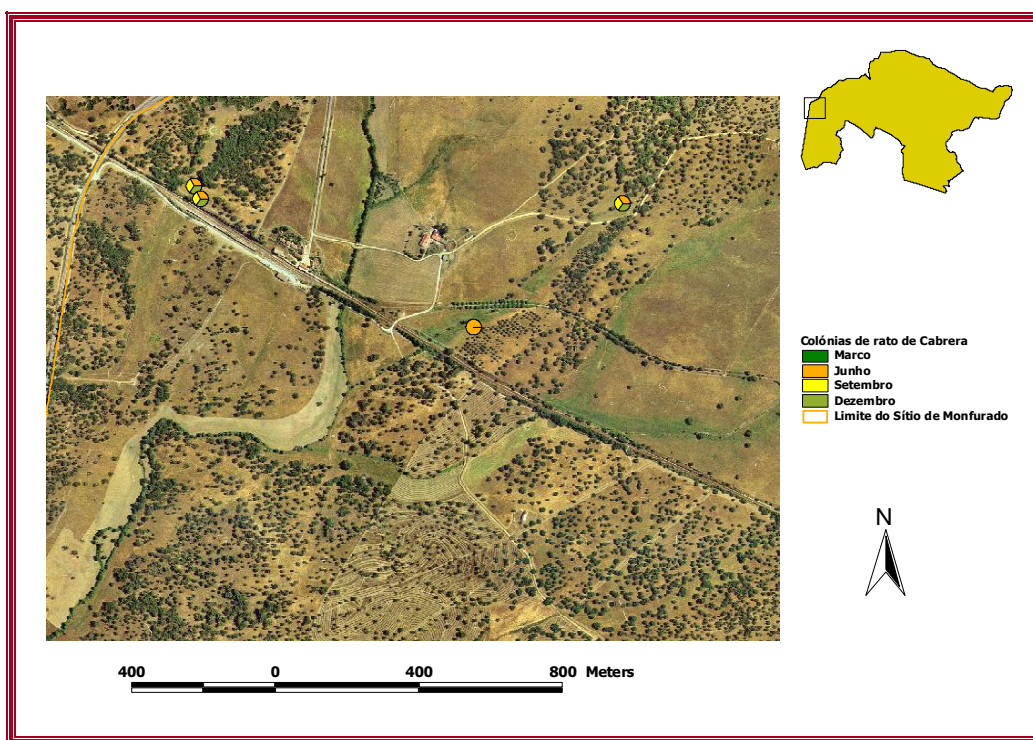 Colónias de rato de Cabrera
Marco
Junho
Setembro
Dezembro
Limite do Sítio de Monfurado
N
400 0 400 800 Meters